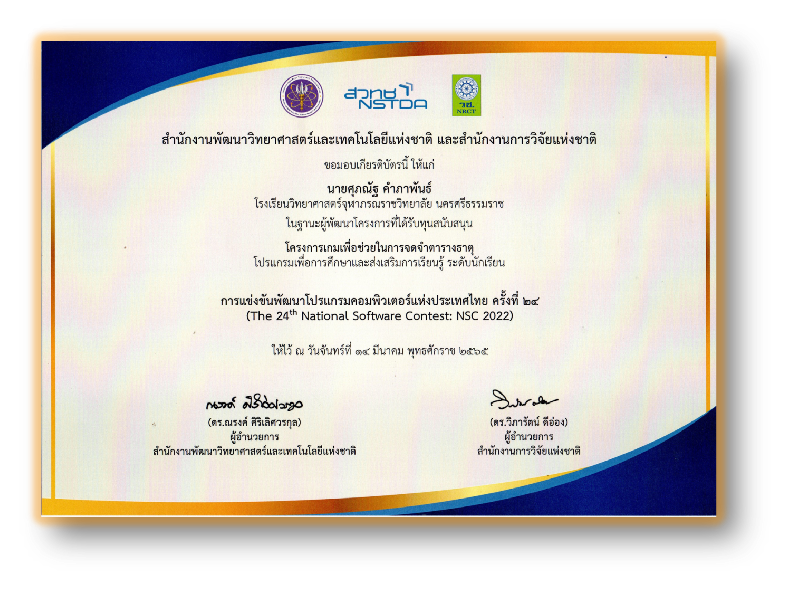 สวทช
NSTDA
วช.
NRCT
สำนักงานพัฒนาวิทยาศาสตร์และเทคโนโลยีแห่งชาติ และสำนักงานการวิจัยแห่งชาติ
ขอมอบเกียรติบัตรนี้ ให้แก่
นายศุภณัฐ คำภาพันธ์
โรงเรียนวิทยาศาสตร์จุฬาภรณราชวิทยาลัย นครศรีธรรมราช
ในฐานะผู้พัฒนาโครงการที่ได้รับทุนสนับสนุน
โครงการเกมเพื่อช่วยในการจดจำตารางธาตุ
โปรแกรมเพื่อการศึกษาและส่งเสริมการเรียนรู้ ระดับนักเรียน
การแข่งขันพัฒนาโปรแกรมคอมพิวเตอร์แห่งประเทศไทย ครั้งที่ ๒๔
(The 24th National Software Contest: NSC 2022)
ให้ไว้ ณ วันจันทร์ที่ ๑๔ มีนาคม พุทธศักราช ๒๕๖๕
(ดร.ณรงค์ ศิริเลิศวรกุล) (ดร.วิภารัตน์ ดีอ่อง)
ผู้อำนวยการ ผู้อำนวยการ
สำนักงานพัฒนาวิทยาศาสตร์และเทคโนโลยีแห่งชาติ สำนักงานการวิจัยแห่งชาติ